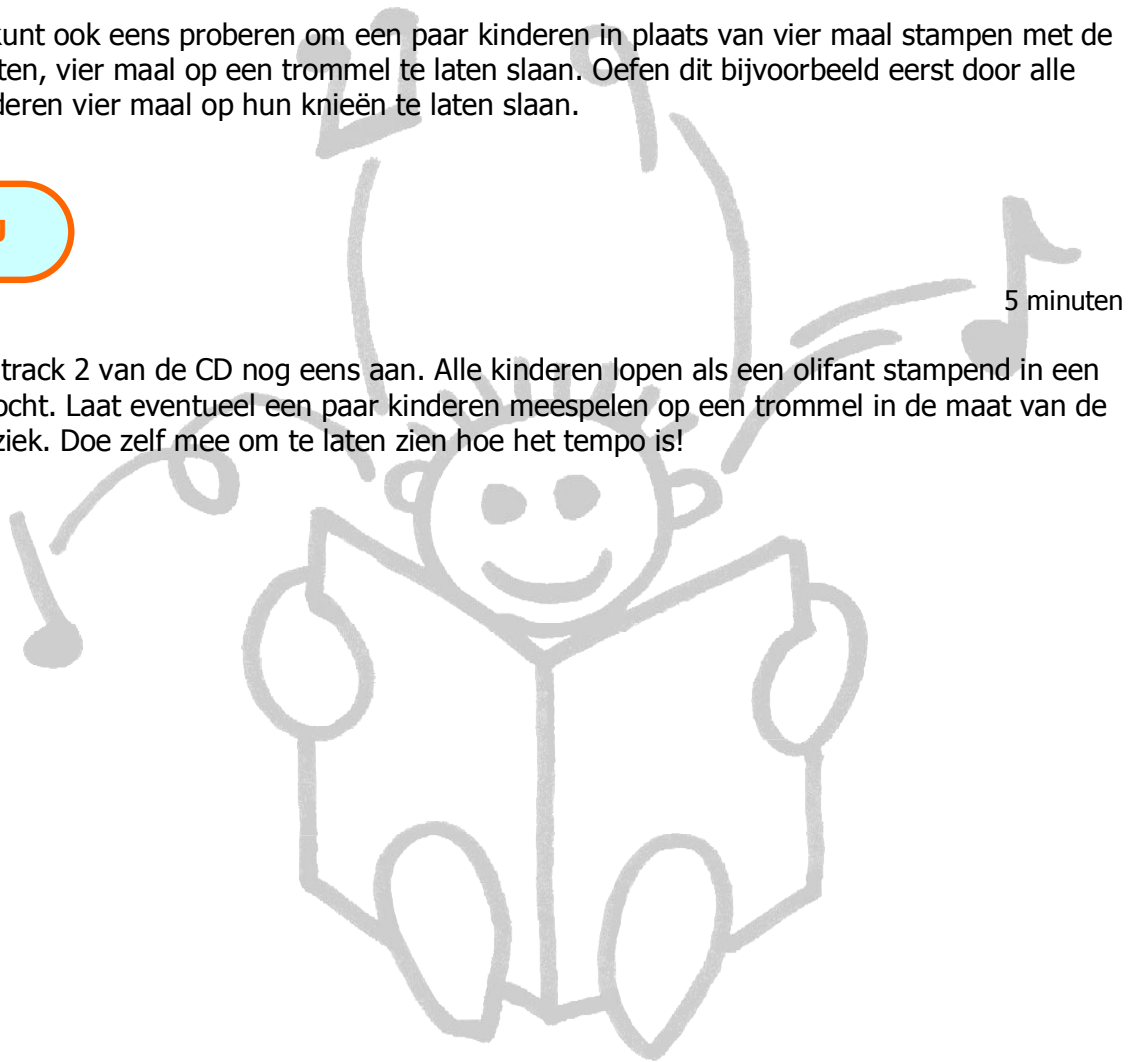 kunt ook eens proberen om een paar kinderen in plaats van vier maal stampen met de
ten, vier maal op een trommel te laten slaan. Oefen dit bijvoorbeeld eerst door alle
deren vier maal op hun knieën te laten slaan.
5 minuten
track 2 van de CD nog eens aan. Alle kinderen lopen als een olifant stampend in een
ocht. Laat eventueel een paar kinderen meespelen op een trommel in de maat van de
ziek. Doe zelf mee om te laten zien hoe het tempo is!